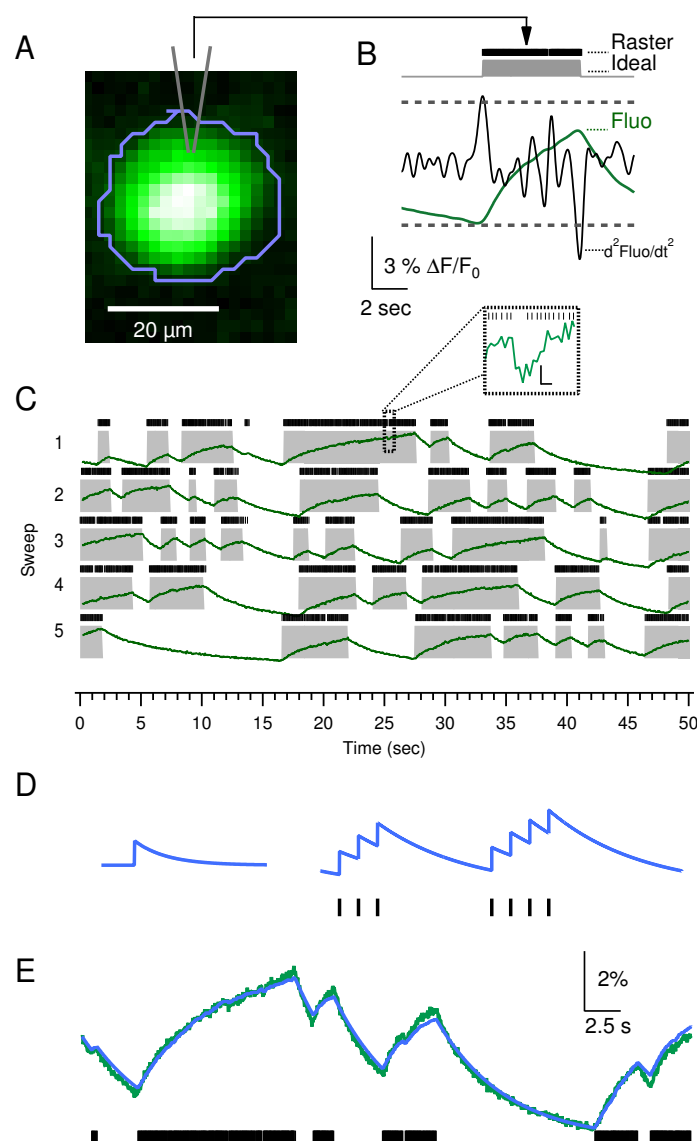 A
B
Raster
Ideal
Fluo
d²Fluo/dt²
3 % ΔF/F₀
2 sec
20 µm
C
Sweep
1
2
3
4
5
0 5 10 15 20 25 30 35 40 45 50
Time (sec)
D
E
2%
2.5 s